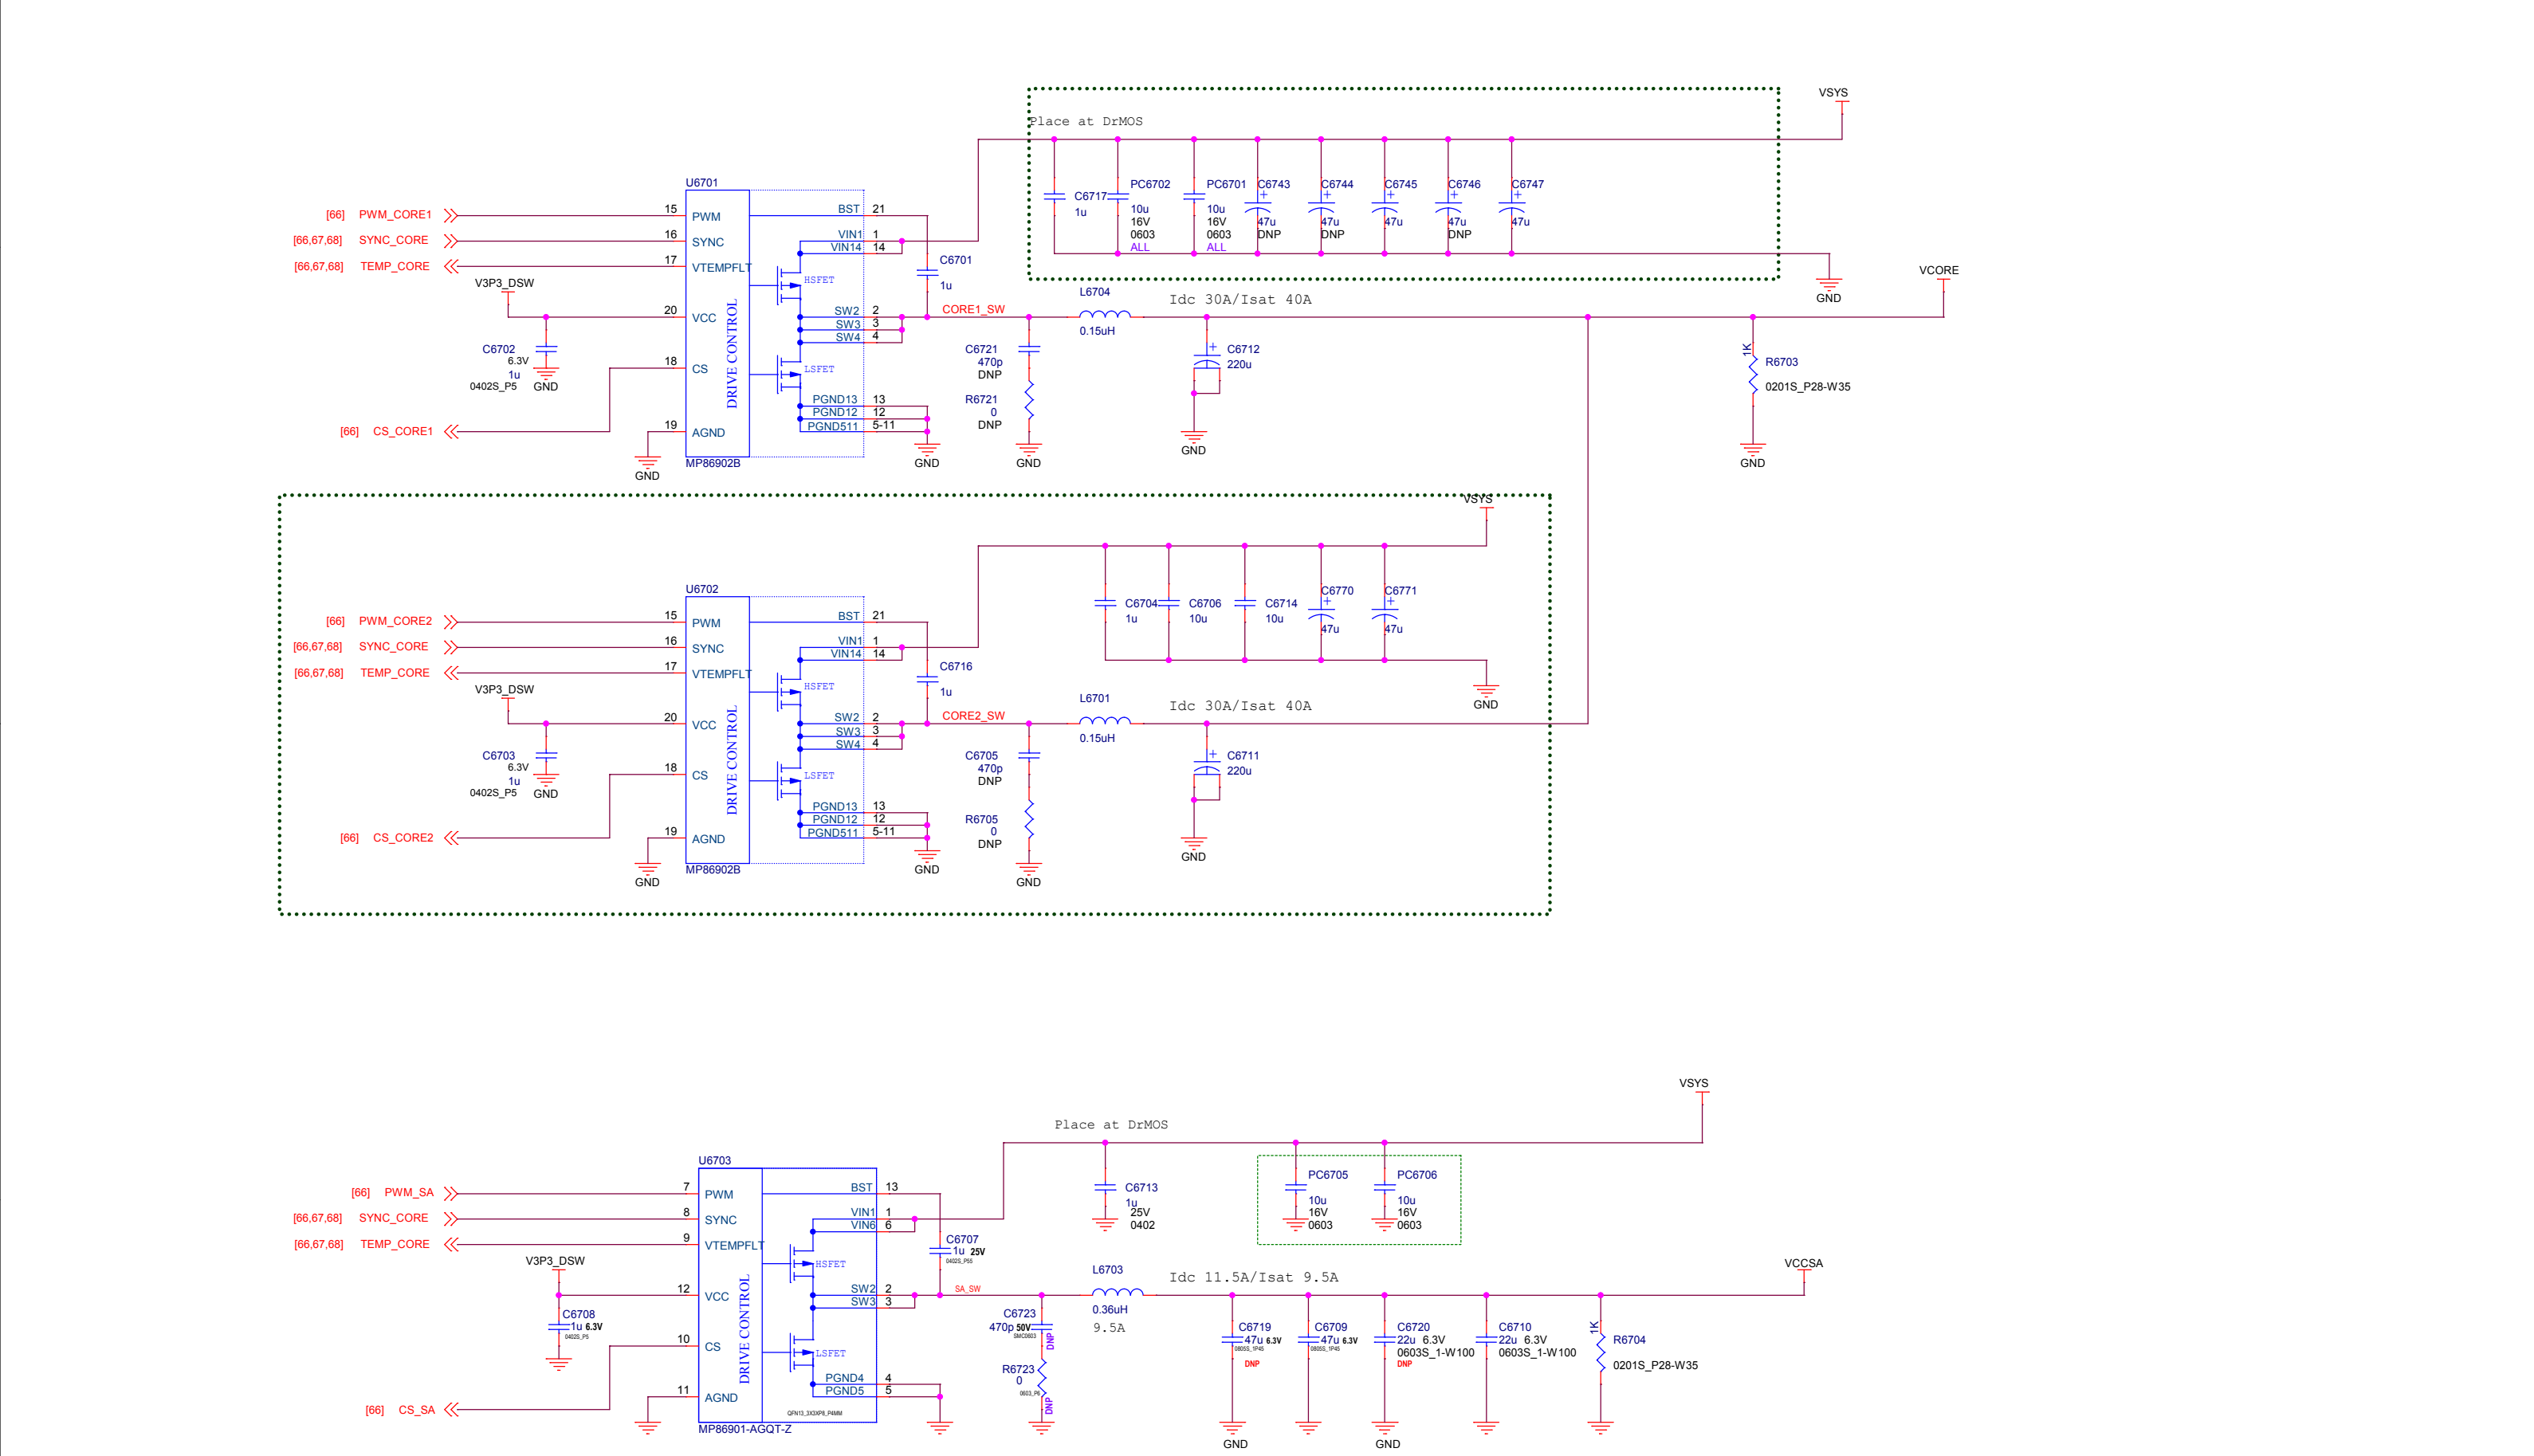 VSYS
Place at DrMOS
C6717
1u
PC6702
10u
16V
0603
ALL
PC6701
10u
16V
0603
ALL
C6743
47u
DNP
C6744
47u
DNP
C6745
47u
C6746
47u
DNP
C6747
47u
GND
U6701
[66] PWM_CORE1
15 PWM
BST 21
[66,67,68] SYNC_CORE
16 SYNC
VIN1 1
VIN14 14
[66,67,68] TEMP_CORE
17 VTEMPFLT
HSFET
C6701
1u
V3P3_DSW
20 VCC
SW2 2
SW3 3
SW4 4
CORE1_SW
L6704
0.15uH
Idc 30A/Isat 40A
VCORE
C6702
6.3V
1u
0402S_P5
GND
18 CS
DRIVE CONTROL
LSFET
C6721
470p
DNP
R6721
0
DNP
GND
C6712
220u
GND
1K
R6703
0201S_P28-W35
GND
PGND13 13
PGND12 12
PGND511 5-11
GND
[66] CS_CORE1
19 AGND
GND
MP86902B
VSYS
C6704
1u
C6706
10u
C6714
10u
C6770
47u
C6771
47u
GND
U6702
[66] PWM_CORE2
15 PWM
BST 21
[66,67,68] SYNC_CORE
16 SYNC
VIN1 1
VIN14 14
[66,67,68] TEMP_CORE
17 VTEMPFLT
HSFET
C6716
1u
V3P3_DSW
20 VCC
SW2 2
SW3 3
SW4 4
CORE2_SW
L6701
0.15uH
Idc 30A/Isat 40A
C6703
6.3V
1u
0402S_P5
GND
18 CS
DRIVE CONTROL
LSFET
C6705
470p
DNP
R6705
0
DNP
GND
C6711
220u
GND
PGND13 13
PGND12 12
PGND511 5-11
GND
[66] CS_CORE2
19 AGND
GND
MP86902B
VSYS
Place at DrMOS
C6713
1u
25V
0402
PC6705
10u
16V
0603
PC6706
10u
16V
0603
U6703
[66] PWM_SA
7 PWM
BST 13
[66,67,68] SYNC_CORE
8 SYNC
VIN1 1
VIN6 6
[66,67,68] TEMP_CORE
9 VTEMPFLT
HSFET
C6707
1u 25V
0402S_P55
V3P3_DSW
12 VCC
SW2 2
SW3 3
SA_SW
L6703
0.36uH
9.5A
Idc 11.5A/Isat 9.5A
VCCSA
C6708
1u 6.3V
0402S_P5
10 CS
DRIVE CONTROL
LSFET
C6723
470p 50V
SMC0603
DNP
R6723
0
0603_P6
DNP
C6719
47u 6.3V
0805S_1P45
DNP
GND
C6709
47u 6.3V
0805S_1P45
C6720
22u 6.3V
0603S_1-W100
DNP
GND
C6710
22u 6.3V
0603S_1-W100
1K
R6704
0201S_P28-W35
PGND4 4
PGND5 5
[66] CS_SA
11 AGND
QFN13_3X3XP8_P4MM
MP86901-AGQT-Z